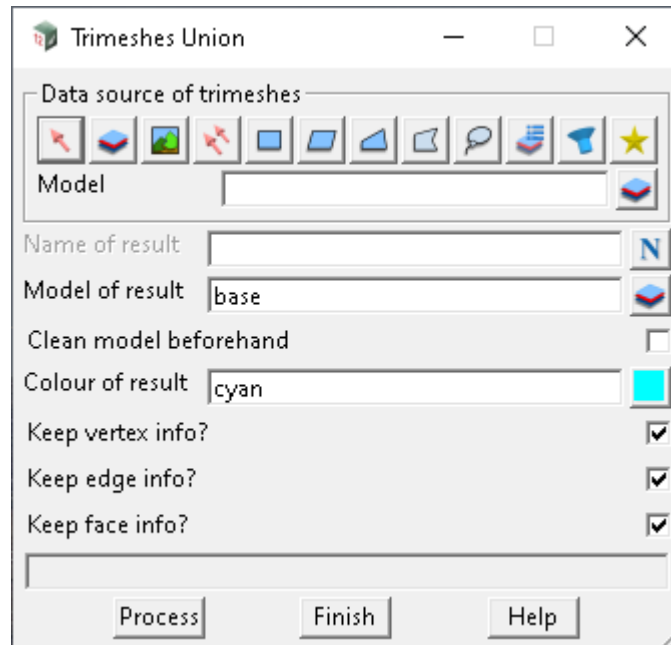 Trimeshes Union
Data source of trimeshes
Model
Name of result
N
Model of result base
Clean model beforehand
Colour of result cyan
Keep vertex info?
Keep edge info?
Keep face info?
Process Finish Help